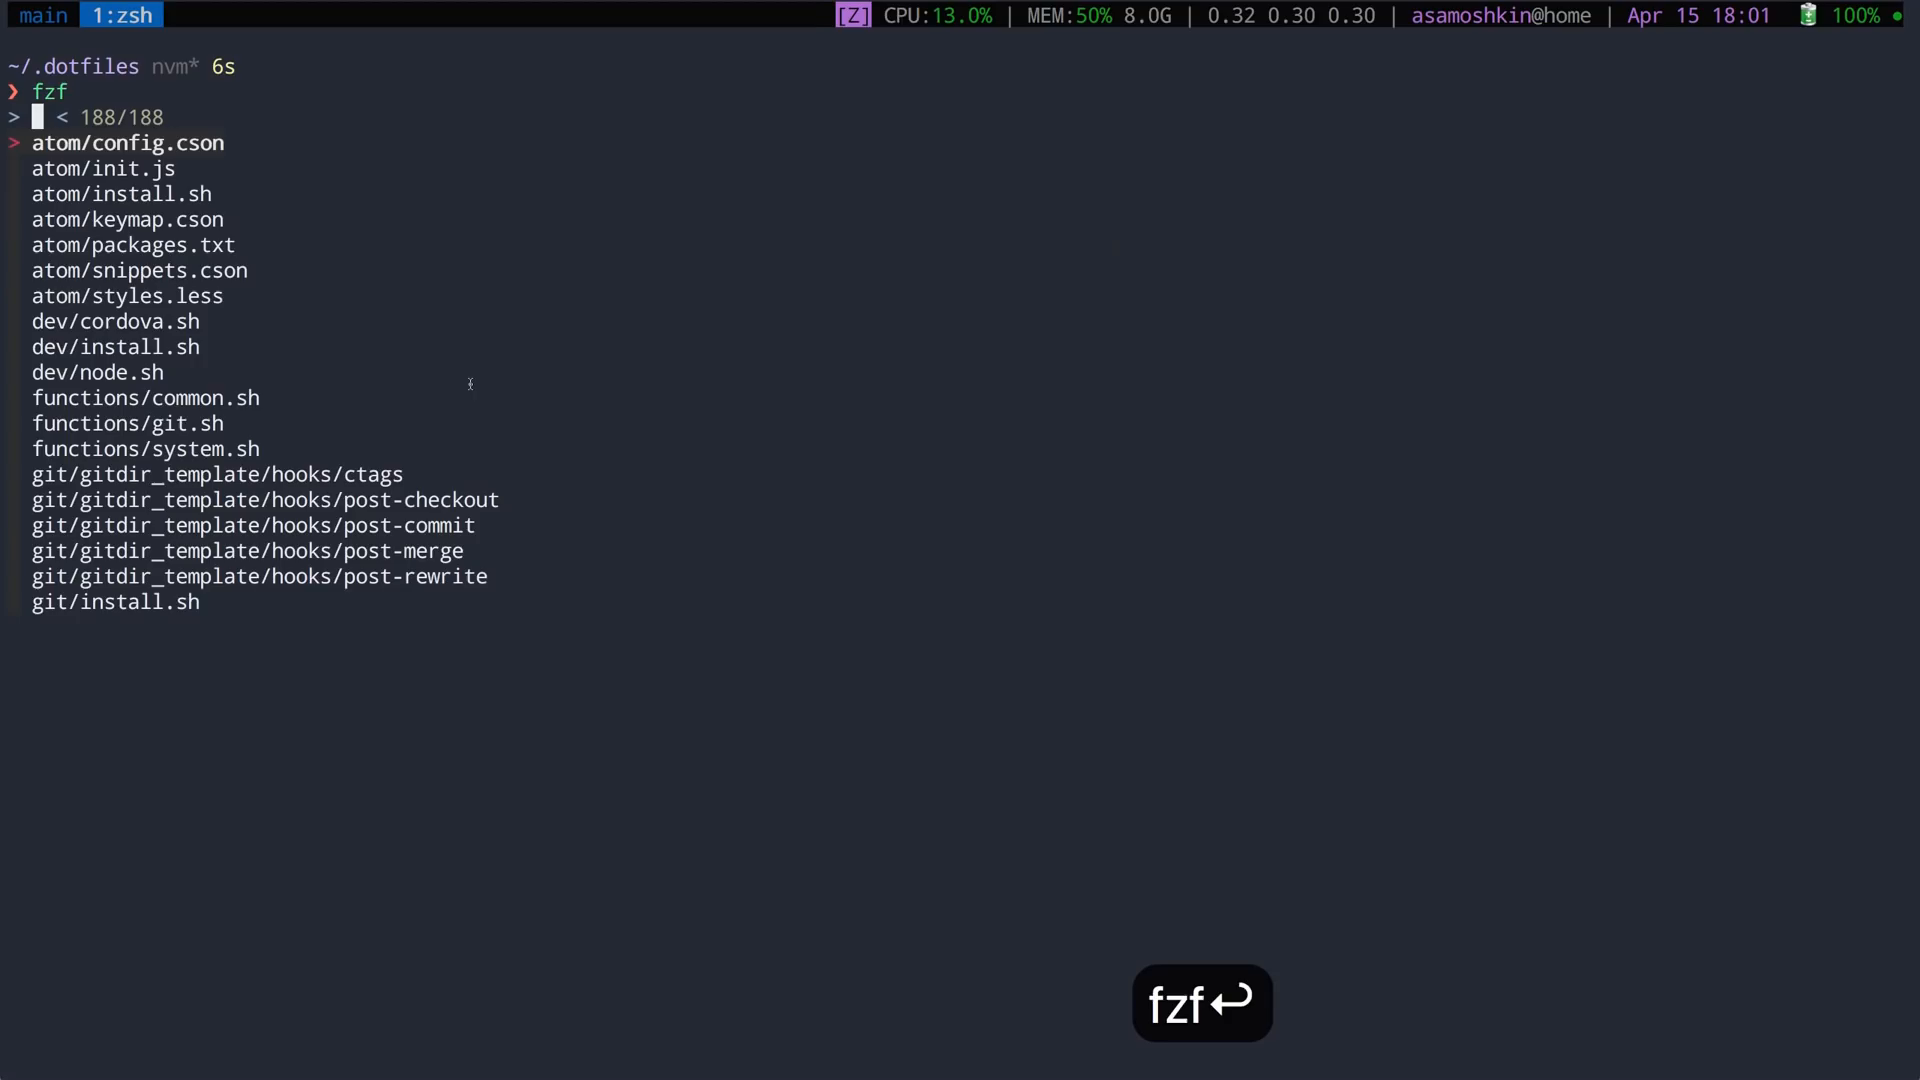 main 1:zsh [Z] CPU:13.0% | MEM:50% 8.0G | 0.32 0.30 0.30 | asamoshkin@home | Apr 15 18:01 100%
~/.dotfiles nvm* 6s
❯ fzf
> < 188/188
> atom/config.cson
atom/init.js
atom/install.sh
atom/keymap.cson
atom/packages.txt
atom/snippets.cson
atom/styles.less
dev/cordova.sh
dev/install.sh
dev/node.sh
functions/common.sh
functions/git.sh
functions/system.sh
git/gitdir_template/hooks/ctags
git/gitdir_template/hooks/post-checkout
git/gitdir_template/hooks/post-commit
git/gitdir_template/hooks/post-merge
git/gitdir_template/hooks/post-rewrite
git/install.sh
fzf↩